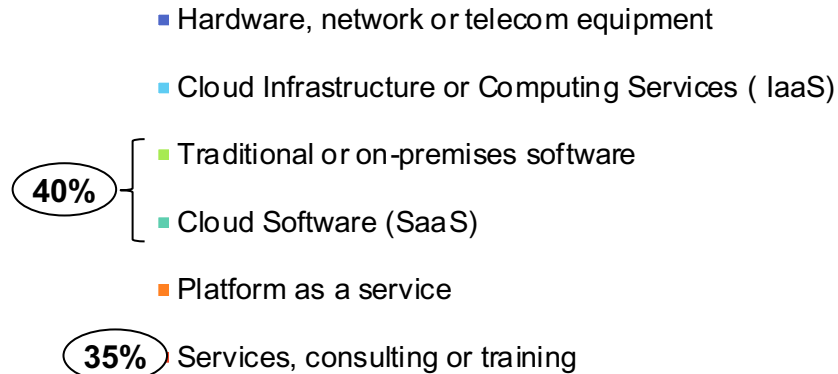 Hardware, network or telecom equipment
Cloud Infrastructure or Computing Services ( IaaS)
Traditional or on-premises software
40%
Cloud Software (SaaS)
Platform as a service
35% Services, consulting or training